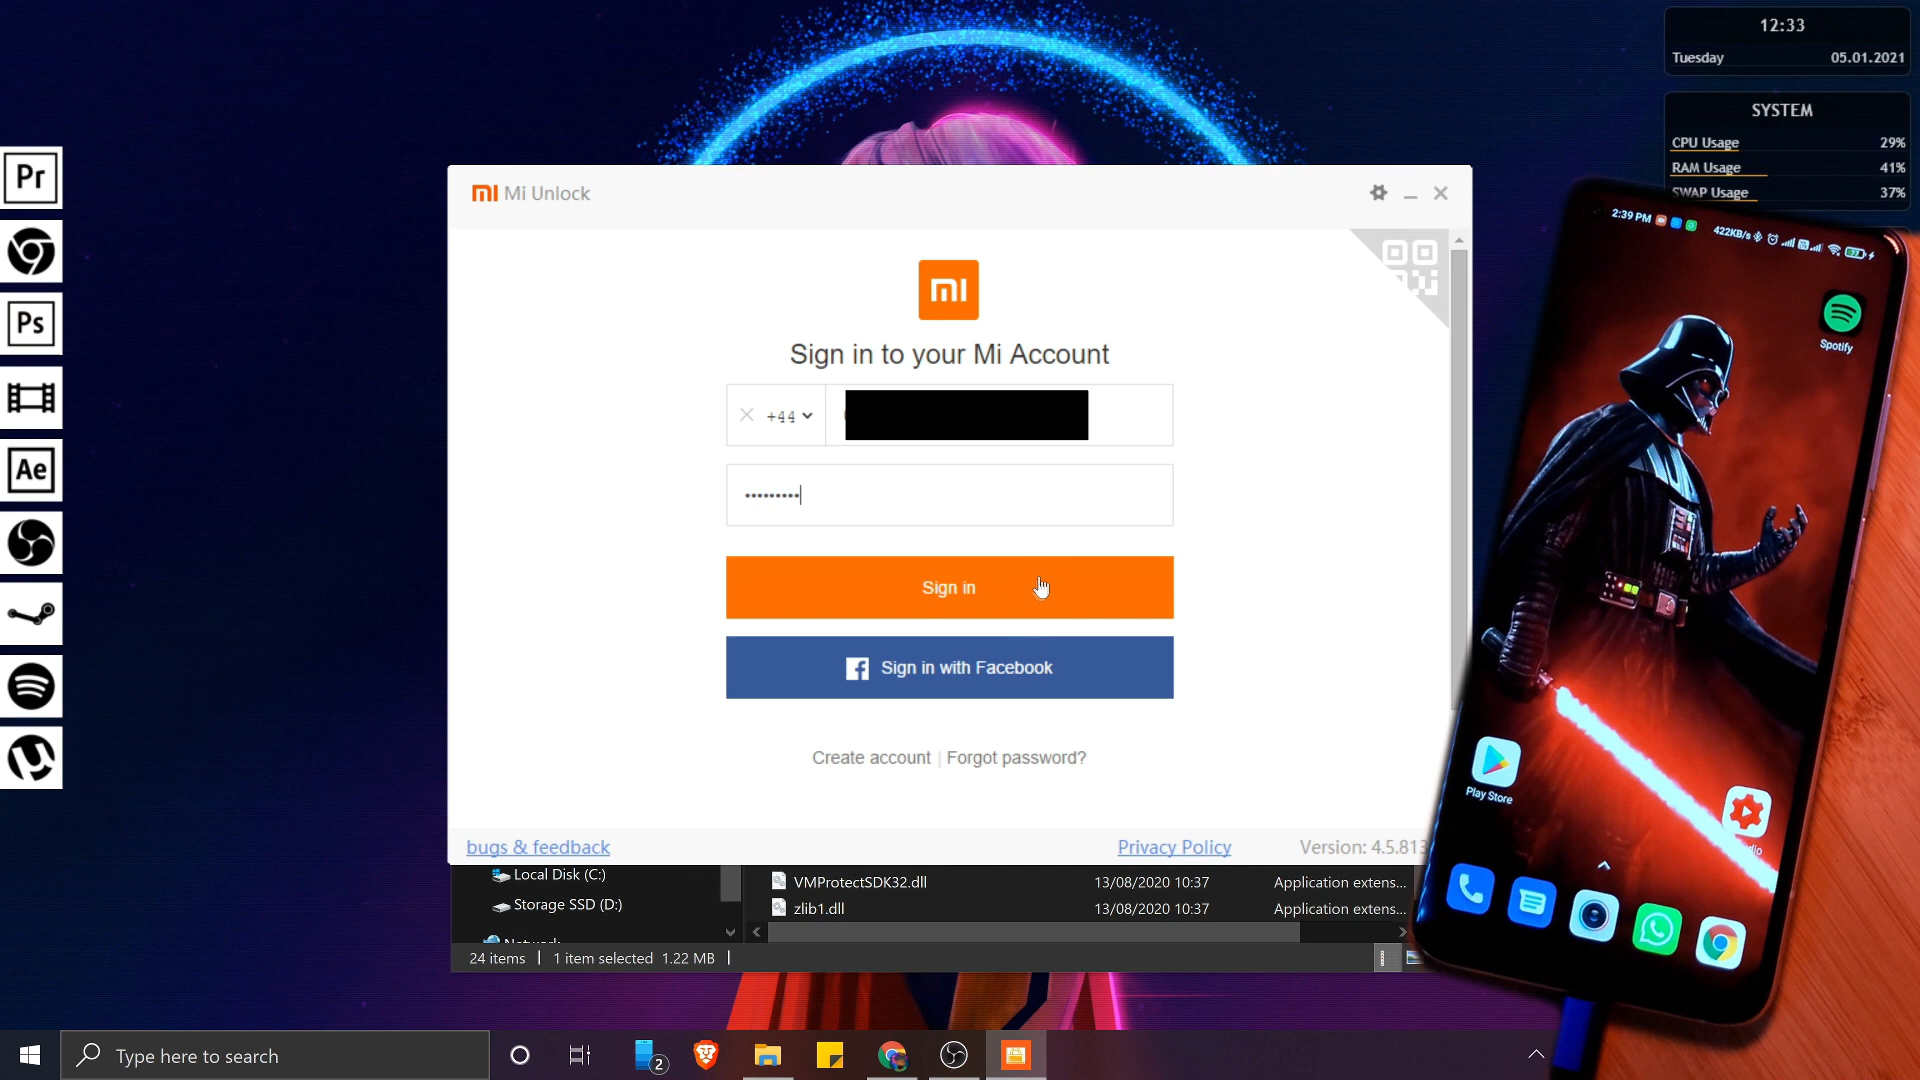 12:33
Tuesday 05.01.2021
SYSTEM
CPU Usage 29%
RAM Usage 41%
SWAP Usage 37%
Pr
Ps
Ae
Mi Unlock
Sign in to your Mi Account
+44
Sign in
Sign in with Facebook
Create account | Forgot password?
bugs & feedback
Privacy Policy
Version: 4.5.813
Local Disk (C:)
Storage SSD (D:)
Network
VMProtectSDK32.dll 13/08/2020 10:37 Application extens...
zlib1.dll 13/08/2020 10:37 Application extens...
24 items | 1 item selected 1.22 MB |
2:39 PM
422KB/s
Spotify
Play Store
Type here to search
2